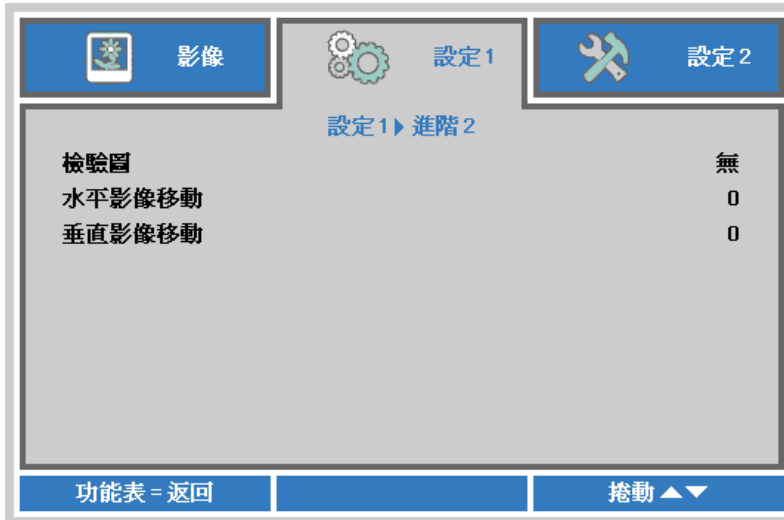 影像
設定1
設定2
設定1▶進階2
檢驗圖 無
水平影像移動 0
垂直影像移動 0
功能表=返回
捲動▲▼